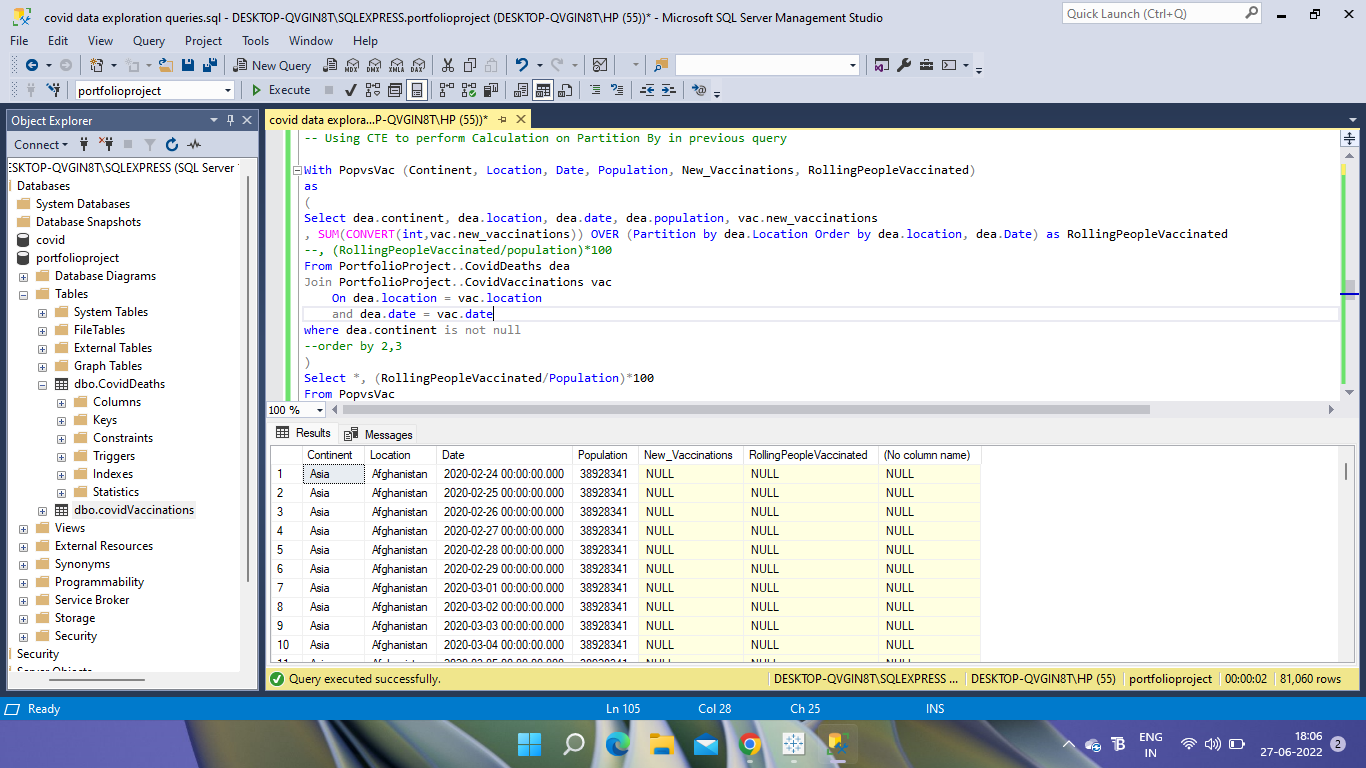 covid data exploration queries.sql - DESKTOP-QVGIN8T\SQLEXPRESS.portfolioproject (DESKTOP-QVGIN8T\HP (55))* - Microsoft SQL Server Management Studio
Quick Launch (Ctrl+Q)
File Edit View Query Project Tools Window Help
New Query MDX DMX XMLA DAX
portfolioproject Execute
Object Explorer
covid data explora...P-QVGIN8T\HP (55))*
Connect
ESKTOP-QVGIN8T\SQLEXPRESS (SQL Server
Databases
System Databases
Database Snapshots
covid
portfolioproject
Database Diagrams
Tables
System Tables
FileTables
External Tables
Graph Tables
dbo.CovidDeaths
Columns
Keys
Constraints
Triggers
Indexes
Statistics
dbo.covidVaccinations
Views
External Resources
Synonyms
Programmability
Service Broker
Storage
Security
Security
Server Objects
-- Using CTE to perform Calculation on Partition By in previous query
With PopvsVac (Continent, Location, Date, Population, New_Vaccinations, RollingPeopleVaccinated)
as
(
Select dea.continent, dea.location, dea.date, dea.population, vac.new_vaccinations
, SUM(CONVERT(int,vac.new_vaccinations)) OVER (Partition by dea.Location Order by dea.location, dea.Date) as RollingPeopleVaccinated
--, (RollingPeopleVaccinated/population)*100
From PortfolioProject..CovidDeaths dea
Join PortfolioProject..CovidVaccinations vac
On dea.location = vac.location
and dea.date = vac.date
where dea.continent is not null
--order by 2,3
)
Select *, (RollingPeopleVaccinated/Population)*100
From PopvsVac
100 %
Results Messages
Continent Location Date Population New_Vaccinations RollingPeopleVaccinated (No column name)
1 Asia Afghanistan 2020-02-24 00:00:00.000 38928341 NULL NULL NULL
2 Asia Afghanistan 2020-02-25 00:00:00.000 38928341 NULL NULL NULL
3 Asia Afghanistan 2020-02-26 00:00:00.000 38928341 NULL NULL NULL
4 Asia Afghanistan 2020-02-27 00:00:00.000 38928341 NULL NULL NULL
5 Asia Afghanistan 2020-02-28 00:00:00.000 38928341 NULL NULL NULL
6 Asia Afghanistan 2020-02-29 00:00:00.000 38928341 NULL NULL NULL
7 Asia Afghanistan 2020-03-01 00:00:00.000 38928341 NULL NULL NULL
8 Asia Afghanistan 2020-03-02 00:00:00.000 38928341 NULL NULL NULL
9 Asia Afghanistan 2020-03-03 00:00:00.000 38928341 NULL NULL NULL
10 Asia Afghanistan 2020-03-04 00:00:00.000 38928341 NULL NULL NULL
11 Asia Afghanistan 2020-03-05 00:00:00.000 38928341 NULL NULL NULL
Query executed successfully. DESKTOP-QVGIN8T\SQLEXPRESS ... DESKTOP-QVGIN8T\HP (55) portfolioproject 00:00:02 81,060 rows
Ready Ln 105 Col 28 Ch 25 INS
ENG
IN
18:06
27-06-2022
2